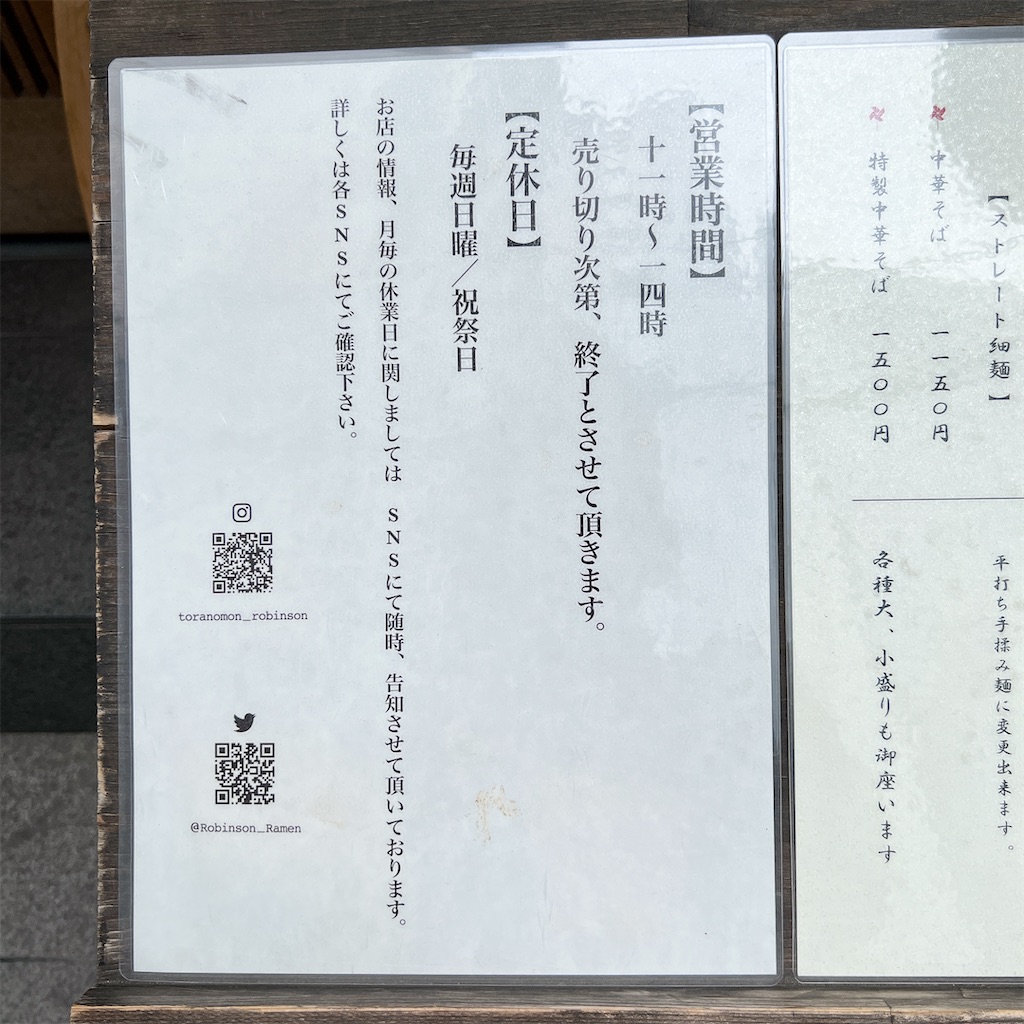 【営業時間】
十一時～一四時
売り切り次第、終了とさせて頂きます。
【定休日】
毎週日曜／祝祭日
お店の情報、月毎の休業日に関しましては　SNSにて随時、告知させて頂いております。
詳しくは各SNSにてご確認下さい。
toranomon_robinson
@Robinson_Ramen
【ストレート細麺】
中華そば　一一五〇円
特製中華そば　一五〇〇円
平打ち手揉み麺に変更出来ます。
各種大、小盛りも御座います